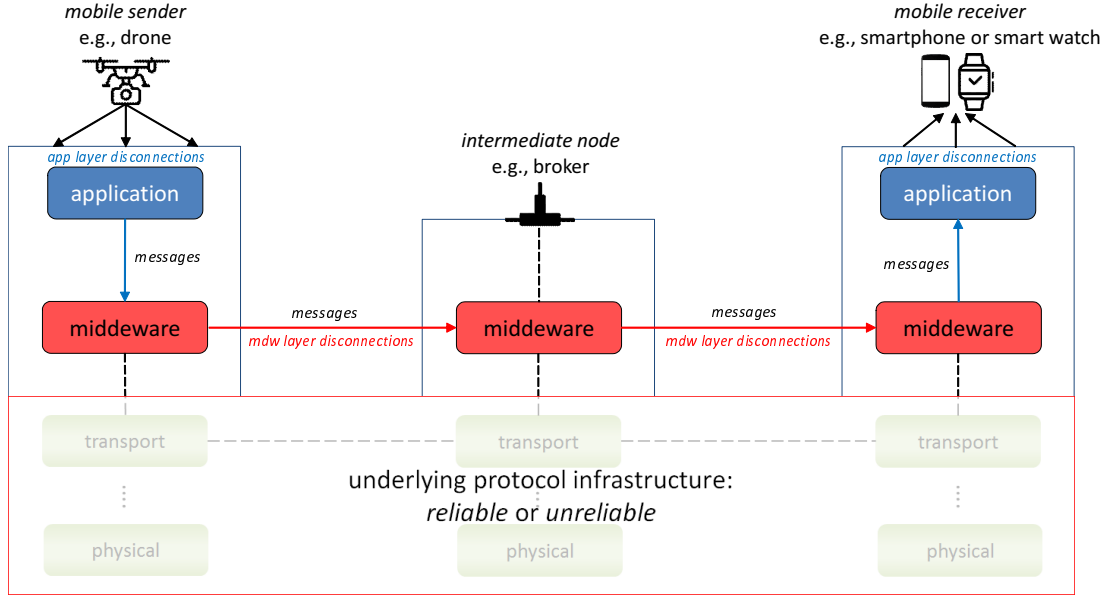 mobile sender
e.g., drone
mobile receiver
e.g., smartphone or smart watch
intermediate node
e.g., broker
app layer disconnections
application
messages
middeware
app layer disconnections
application
messages
middeware
messages
mdw layer disconnections
middeware
messages
mdw layer disconnections
transport
transport
transport
underlying protocol infrastructure:
reliable or unreliable
physical
physical
physical